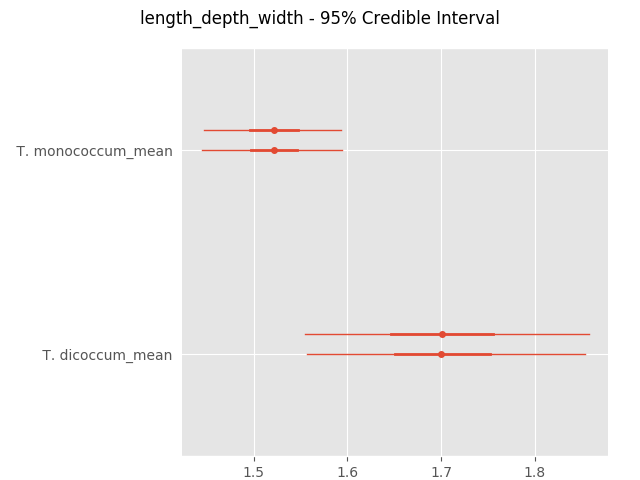 length_depth_width - 95% Credible Interval
T. monococcum_mean
T. dicoccum_mean
1.5 1.6 1.7 1.8